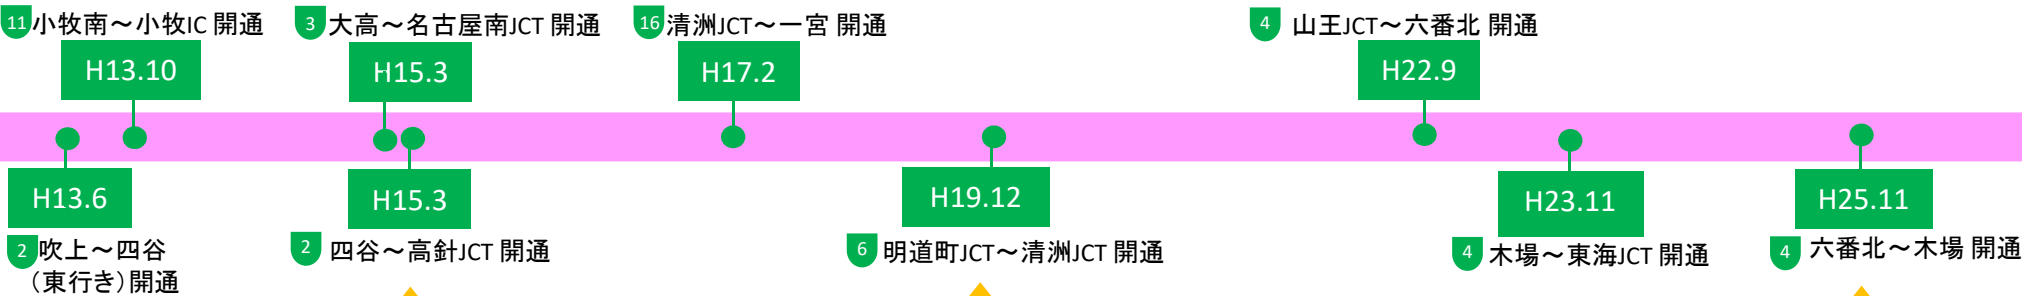 11 小牧南～小牧IC 開通
H13.10
3 大高～名古屋南JCT 開通
H15.3
16 清洲JCT～一宮 開通
H17.2
4 山王JCT～六番北 開通
H22.9
H13.6
2 吹上～四谷
（東行き）開通
H15.3
2 四谷～高針JCT 開通
H19.12
6 明道町JCT～清洲JCT 開通
H23.11
4 木場～東海JCT 開通
H25.11
4 六番北～木場 開通